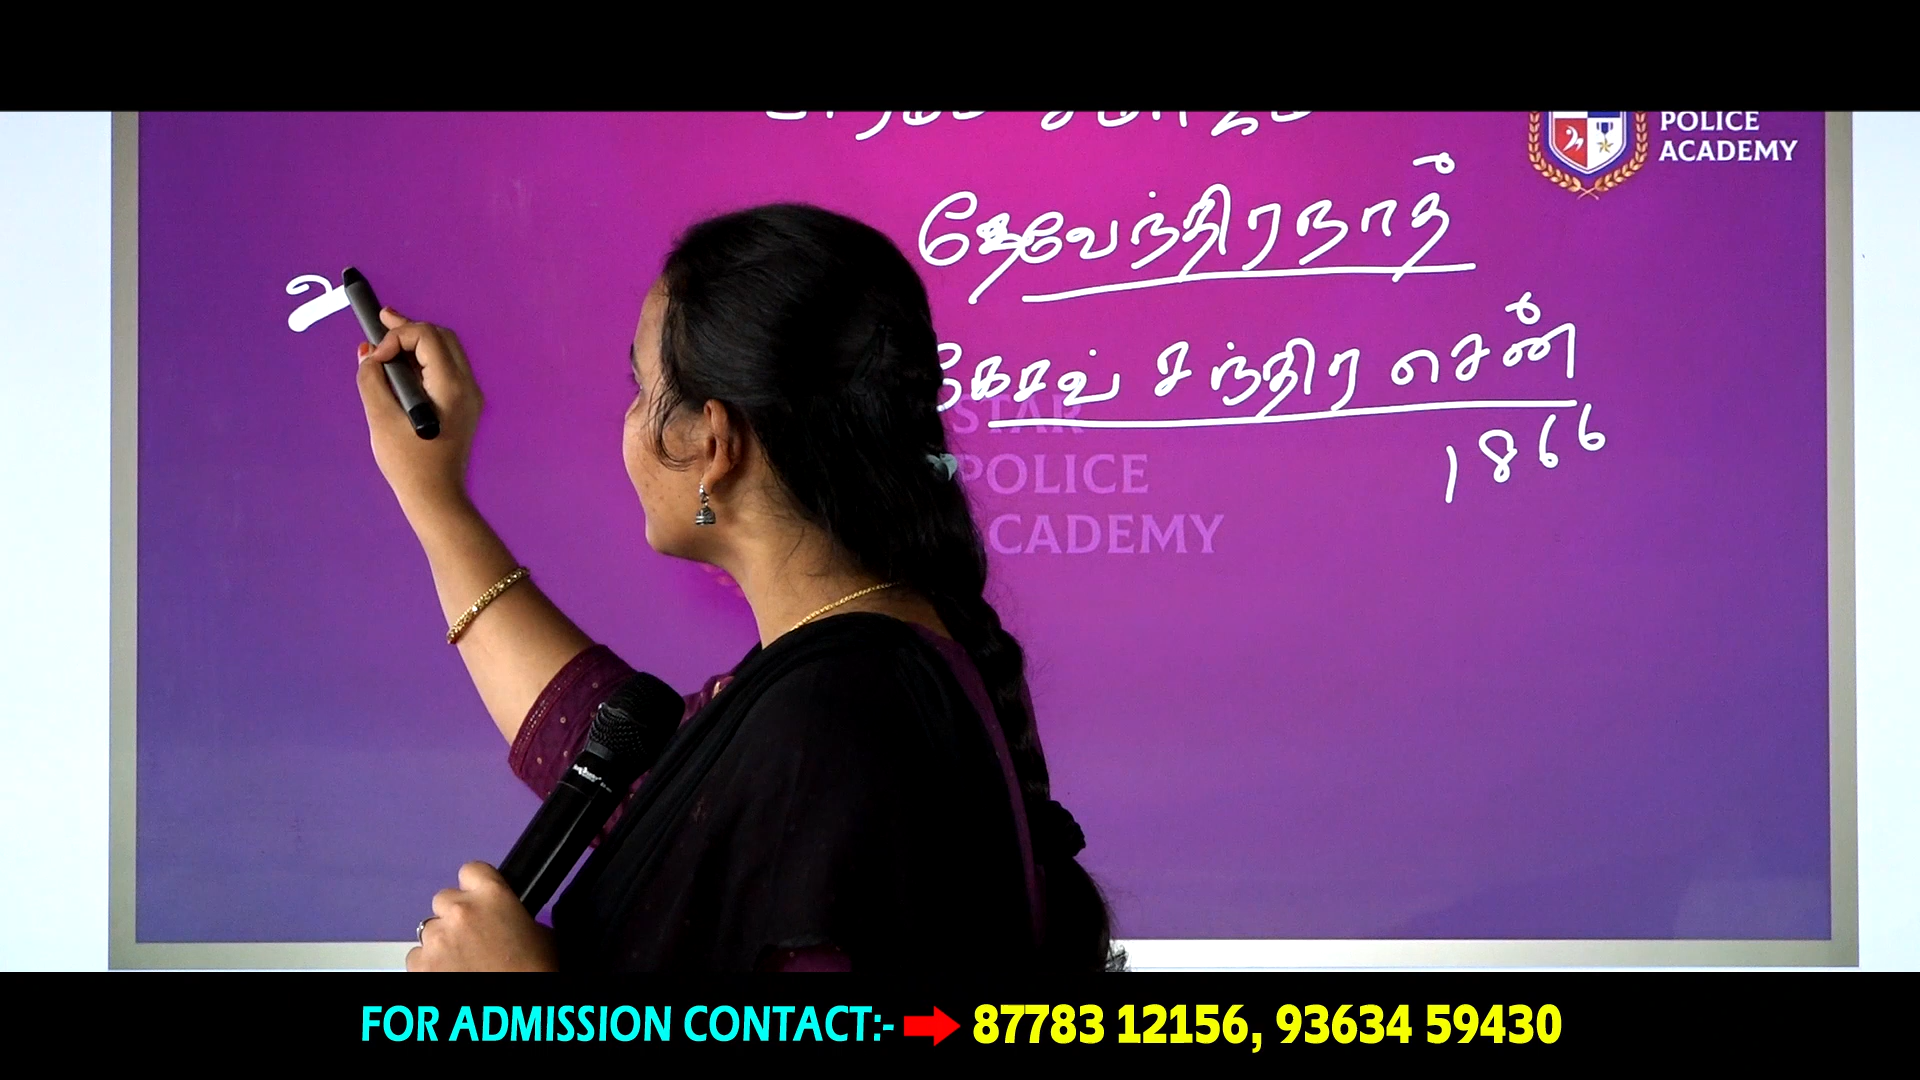 POLICE
ACADEMY
தேவேந்திரநாத்
கேசவ் சந்திர சென்
1866
STAR
POLICE
ACADEMY
FOR ADMISSION CONTACT:- 87783 12156, 93634 59430